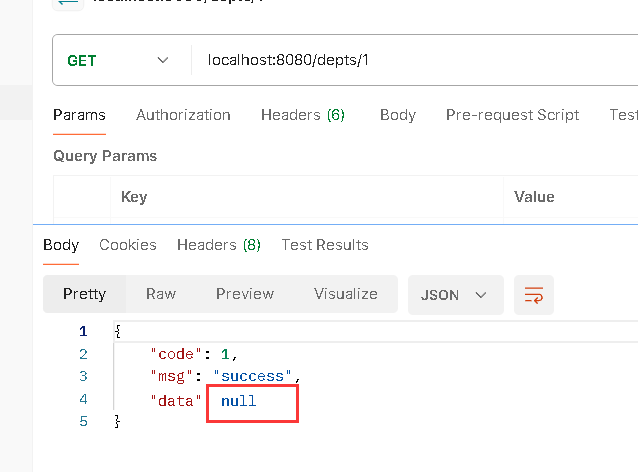 GET localhost:8080/depts/1
Params Authorization Headers (6) Body Pre-request Script Test
Query Params
Key Value
Body Cookies Headers (8) Test Results
Pretty Raw Preview Visualize JSON
1 {
2 "code": 1,
3 "msg": "success",
4 "data" null
5 }